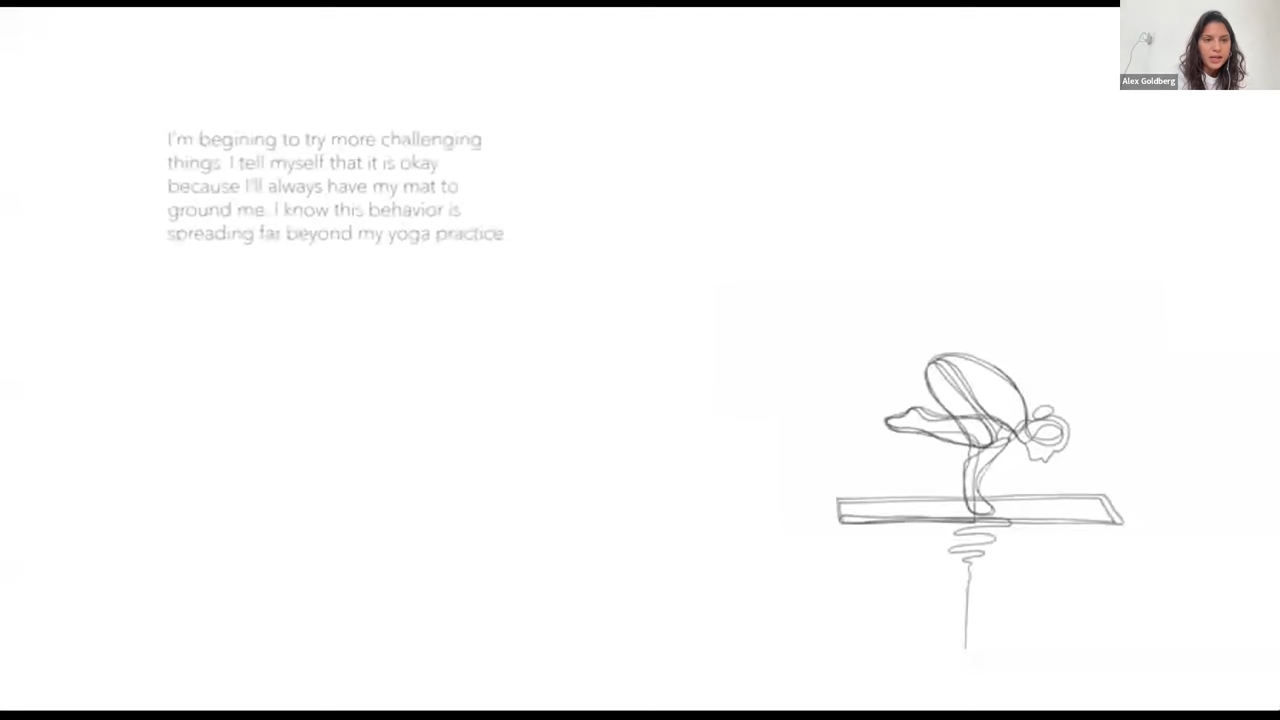 I'm begining to try more challenging
things. I tell myself that it is okay
because I'll always have my mat to
ground me. I know this behavior is
spreading far beyond my yoga practice
Alex Goldberg